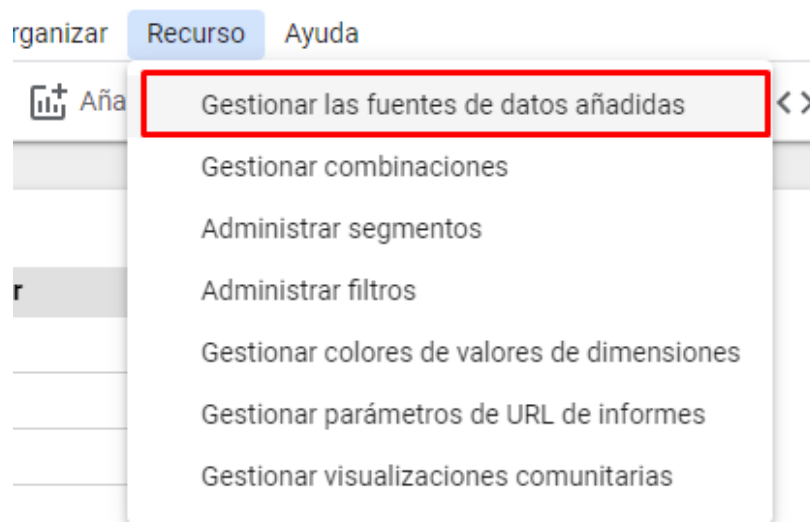 rganizar Recurso Ayuda
Aña Gestionar las fuentes de datos añadidas < >
Gestionar combinaciones
Administrar segmentos
r Administrar filtros
Gestionar colores de valores de dimensiones
Gestionar parámetros de URL de informes
Gestionar visualizaciones comunitarias